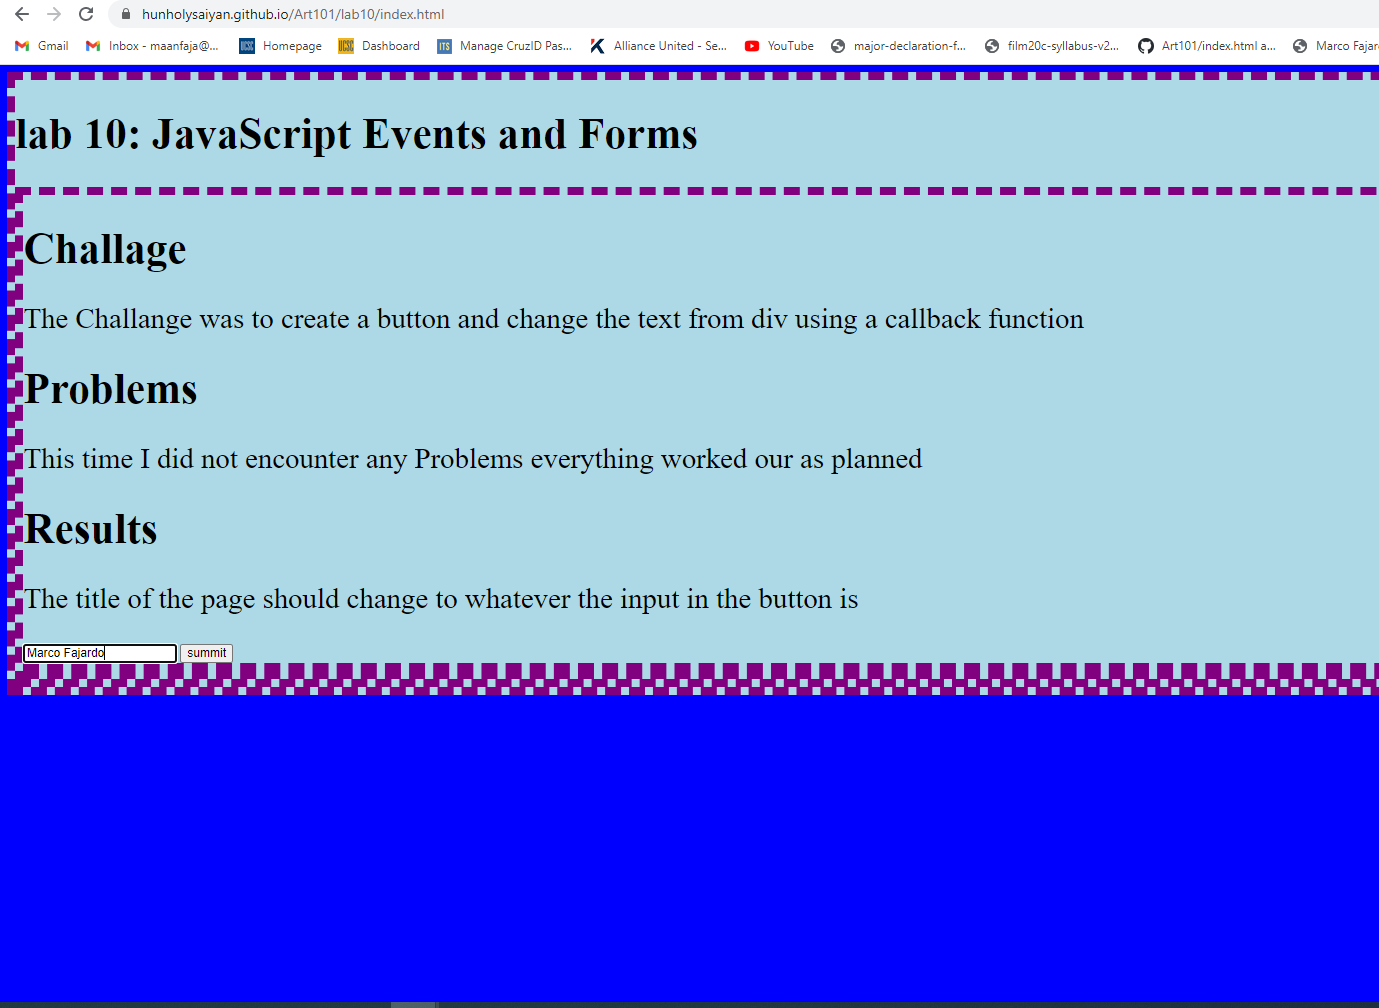 hunholysaiyan.github.io/Art101/lab10/index.html
Gmail Inbox - maanfaja@... UCSC Homepage UCSC Dashboard ITS Manage CruzID Pas... Alliance United - Se... YouTube major-declaration-f... film20c-syllabus-v2... Art101/index.html a... Marco Fajar
lab 10: JavaScript Events and Forms
Challage
The Challange was to create a button and change the text from div using a callback function
Problems
This time I did not encounter any Problems everything worked our as planned
Results
The title of the page should change to whatever the input in the button is
Marco Fajardo summit